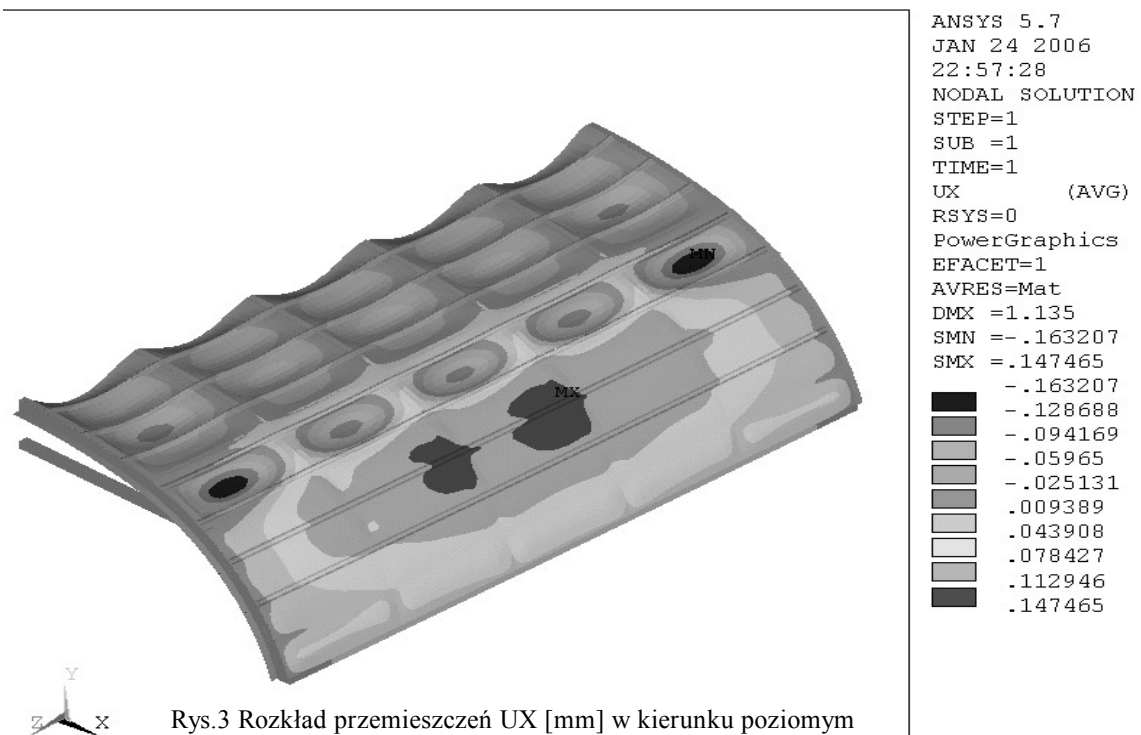 ANSYS 5.7
JAN 24 2006
22:57:28
NODAL SOLUTION
STEP=1
SUB =1
TIME=1
UX (AVG)
RSYS=0
PowerGraphics
EFACET=1
AVRES=Mat
DMX =1.135
SMN =-.163207
SMX =.147465
-.163207
-.128688
-.094169
-.05965
-.025131
.009389
.043908
.078427
.112946
.147465
MN
MX
Y
Z X
Rys.3 Rozkład przemieszczeń UX [mm] w kierunku poziomym